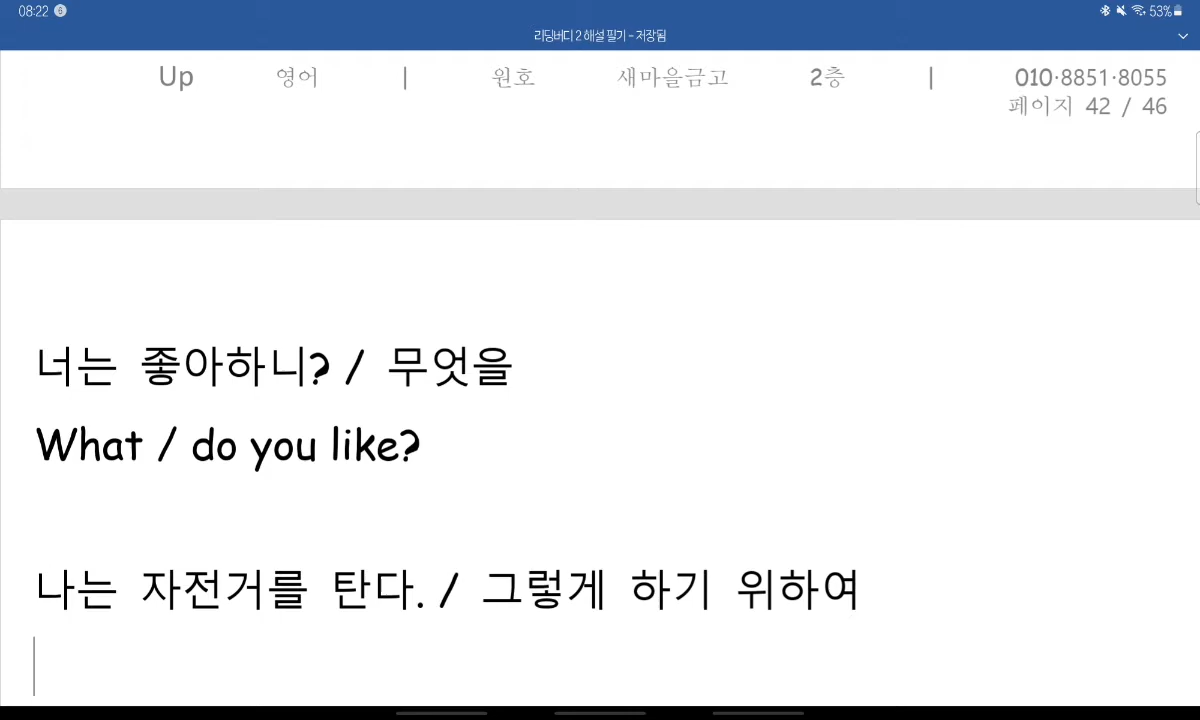 08:22 6 53%
리딩버디 2 해설 필기 - 저장됨
Up 영어 | 원호 새마을금고 2층 | 010·8851·8055
페이지 42 / 46
너는 좋아하니? / 무엇을
What / do you like?
나는 자전거를 탄다. / 그렇게 하기 위하여